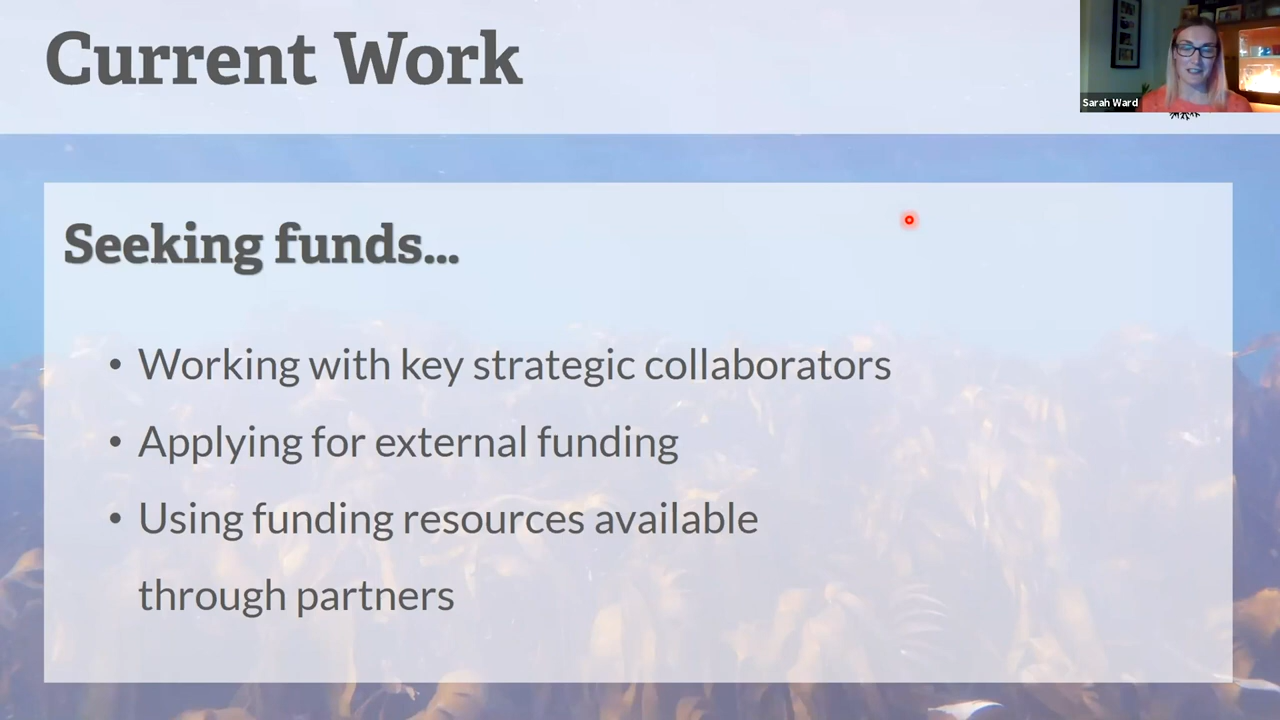 Current Work
Sarah Ward
Seeking funds...
• Working with key strategic collaborators
• Applying for external funding
• Using funding resources available
through partners